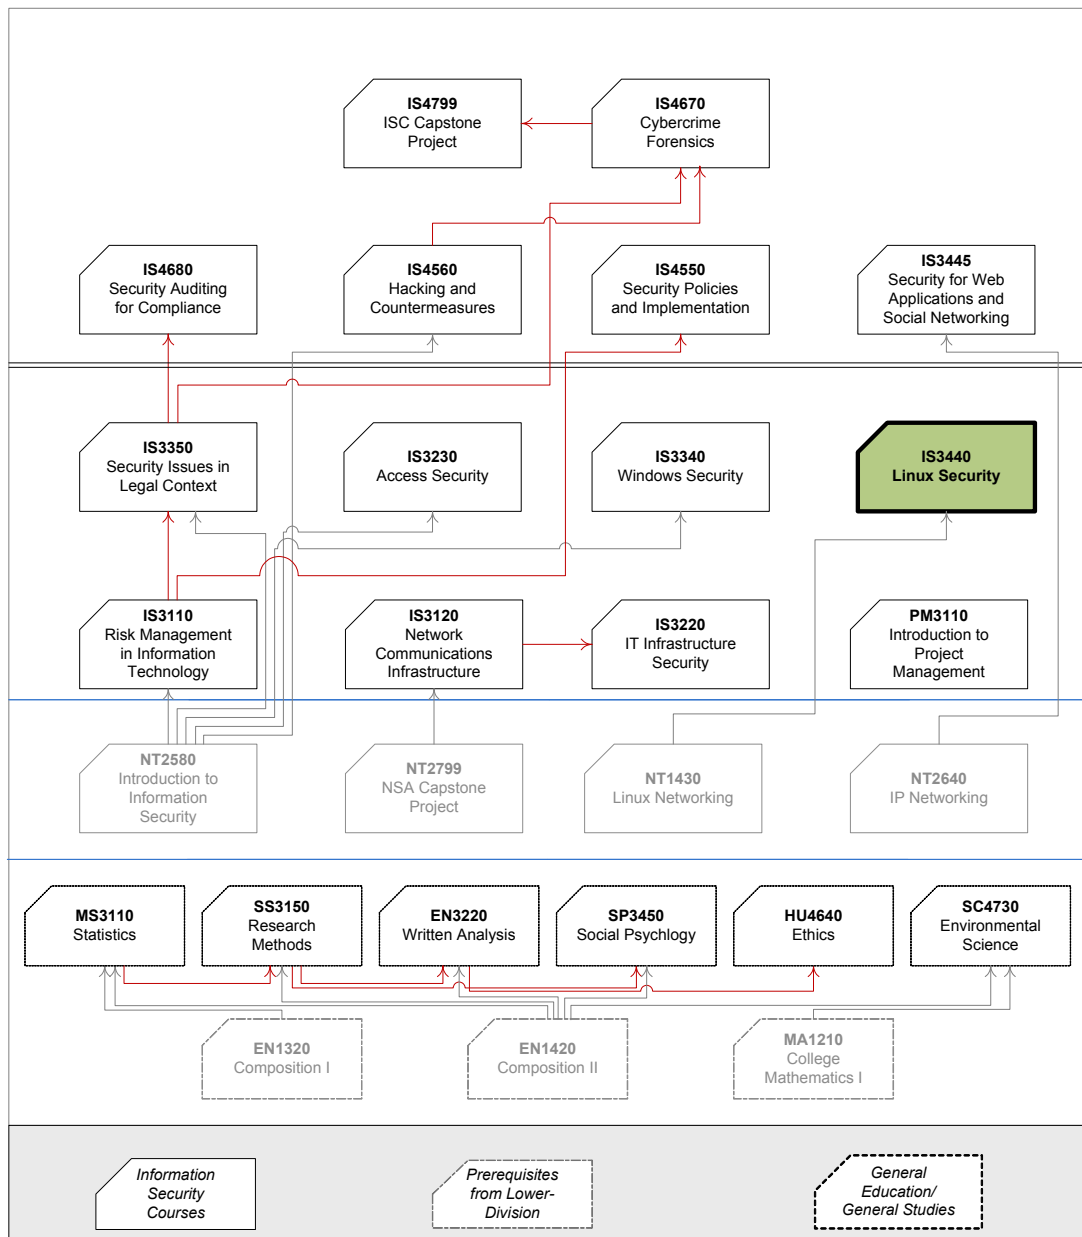 IS4799
ISC Capstone
Project
IS4670
Cybercrime
Forensics
IS4680
Security Auditing
for Compliance
IS4560
Hacking and
Countermeasures
IS4550
Security Policies
and Implementation
IS3445
Security for Web
Applications and
Social Networking
IS3350
Security Issues in
Legal Context
IS3230
Access Security
IS3340
Windows Security
IS3440
Linux Security
IS3110
Risk Management
in Information
Technology
IS3120
Network
Communications
Infrastructure
IS3220
IT Infrastructure
Security
PM3110
Introduction to
Project
Management
NT2580
Introduction to
Information
Security
NT2799
NSA Capstone
Project
NT1430
Linux Networking
NT2640
IP Networking
MS3110
Statistics
SS3150
Research
Methods
EN3220
Written Analysis
SP3450
Social Psychlogy
HU4640
Ethics
SC4730
Environmental
Science
EN1320
Composition I
EN1420
Composition II
MA1210
College
Mathematics I
Information
Security
Courses
Prerequisites
from Lower-
Division
General
Education/
General Studies